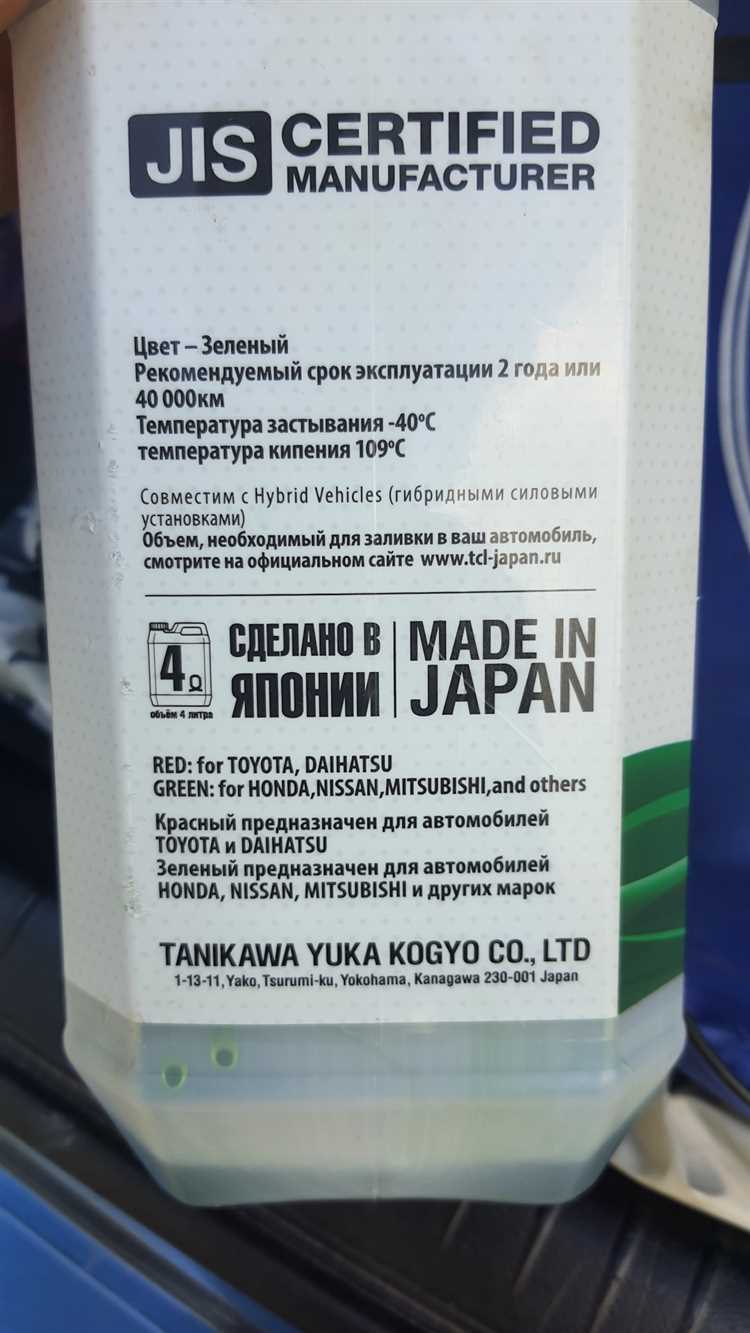 JIS CERTIFIED
MANUFACTURER
Цвет – Зеленый
Рекомендуемый срок эксплуатации 2 года или
40 000км
Температура застывания -40ºС
температура кипения 109ºС
Совместим с Hybrid Vehicles (гибридными силовыми
установками)
Объем, необходимый для заливки в ваш автомобиль,
смотрите на официальном сайте www.tcl-japan.ru
4Ω
объём 4 литра
СДЕЛАНО В
ЯПОНИИ
MADE IN
JAPAN
RED: for TOYOTA, DAIHATSU
GREEN: for HONDA,NISSAN,MITSUBISHI,and others
Красный предназначен для автомобилей
TOYOTA и DAIHATSU
Зеленый предназначен для автомобилей
HONDA, NISSAN, MITSUBISHI и других марок
TANIKAWA YUKA KOGYO CO., LTD
1-13-11, Yako, Tsurumi-ku, Yokohama, Kanagawa 230-001 Japan